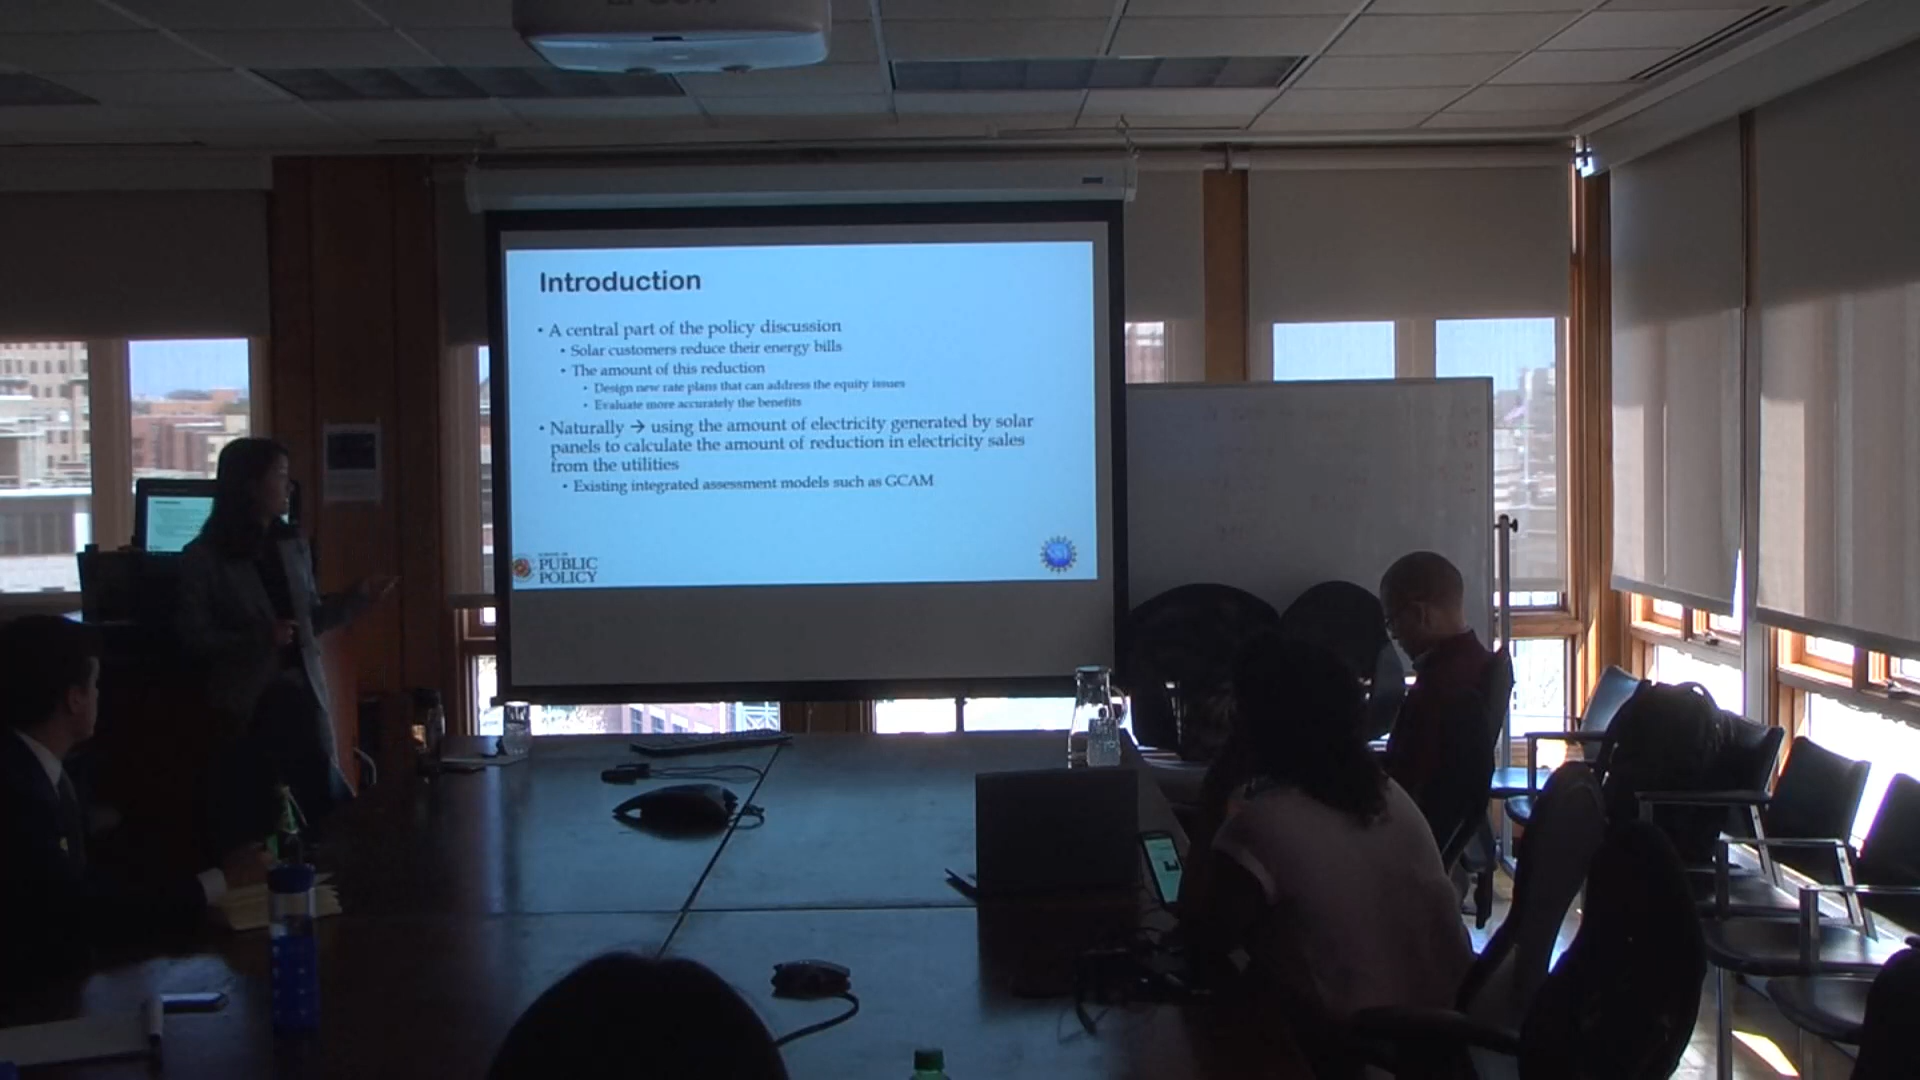 Introduction
• A central part of the policy discussion
• Solar customers reduce their energy bills
• The amount of this reduction
• Design new rate plans that can address the equity issues
• Evaluate more accurately the benefits
• Naturally → using the amount of electricity generated by solar
panels to calculate the amount of reduction in electricity sales
from the utilities
• Existing integrated assessment models such as GCAM
SCHOOL OF
PUBLIC
POLICY